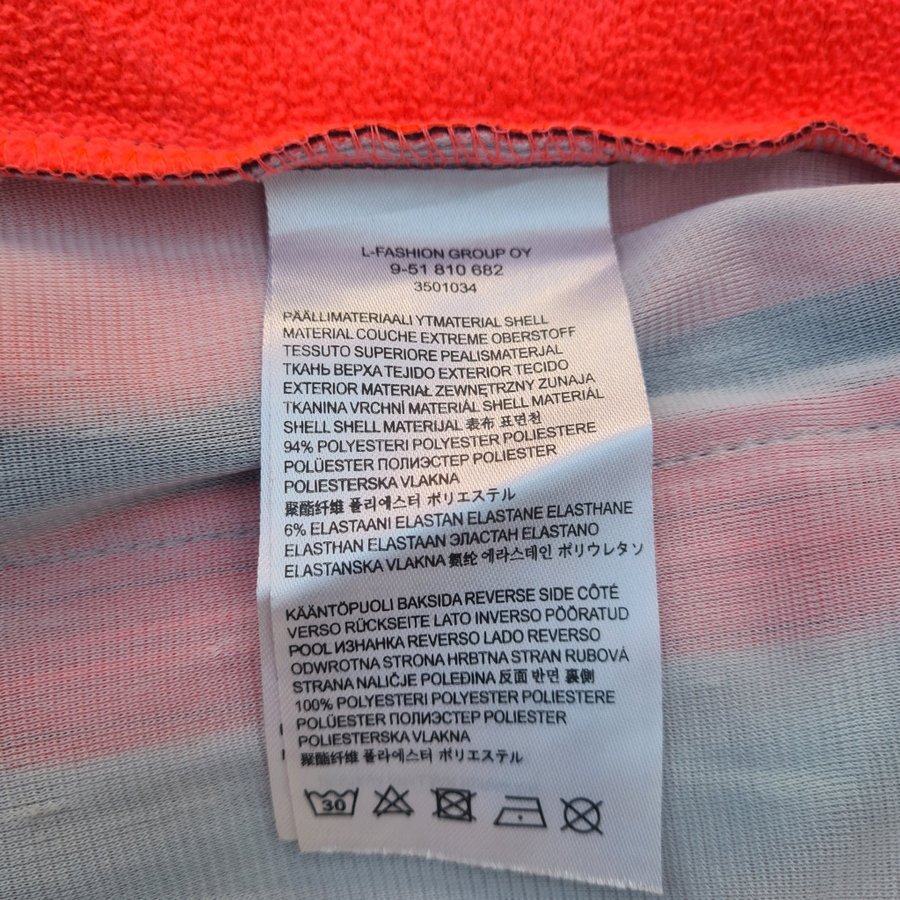 L-FASHION GROUP OY
9-51 810 682
3501034
PÄÄLLIMATERIAALI YTMATERIAL SHELL
MATERIAL COUCHE EXTREME OBERSTOFF
TESSUTO SUPERIORE PEALISMATERJAL
ТКАНЬ ВЕРХА TEJIDO EXTERIOR TECIDO
EXTERIOR MATERIAŁ ZEWNĘTRZNY ZUNAJA
TKANINA VRCHNÍ MATERIÁL SHELL MATERIAL
SHELL SHELL MATERIJAL 表布 표면천
94% POLYESTERI POLYESTER POLIESTERE
POLÜESTER ПОЛИЭСТЕР POLIESTER
POLIESTERSKA VLAKNA
聚酯纤维 폴리에스터 ポリエステル
6% ELASTAANI ELASTAN ELASTANE ELASTHANE
ELASTHAN ELASTAAN ЭЛАСТАН ELASTANO
ELASTANSKA VLAKNA 氨纶 에라스테인 ポリウレタソ
KÄÄNTÖPUOLI BAKSIDA REVERSE SIDE CÔTÉ
VERSO RÜCKSEITE LATO INVERSO PÖÖRATUD
POOL ИЗНАНКА REVERSO LADO REVERSO
ODWROTNA STRONA HRBTNA STRAN RUBOVÁ
STRANA NALIČJE POLEĐINA 反面 반면 裏側
100% POLYESTERI POLYESTER POLIESTERE
POLÜESTER ПОЛИЭСТЕР POLIESTER
POLIESTERSKA VLAKNA
聚酯纤维 폴라에스터 ポリエステル
30